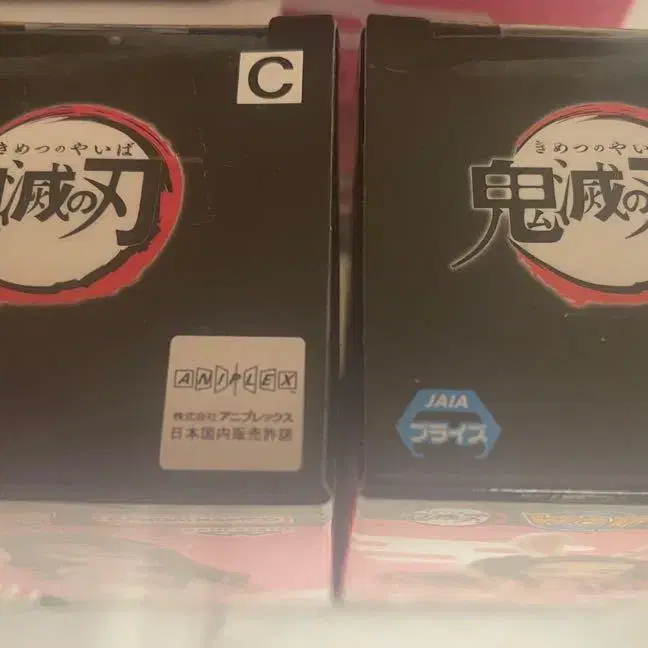 C
きめつのやいば
滅の刃
ANIPLEX
株式会社アニプレックス
日本国内販売許諾
きめつのやい
鬼滅の
JAIA
プライズ